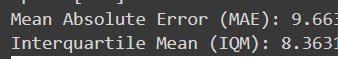 Mean Absolute Error (MAE): 9.663
Interquartile Mean (IQM): 8.3631